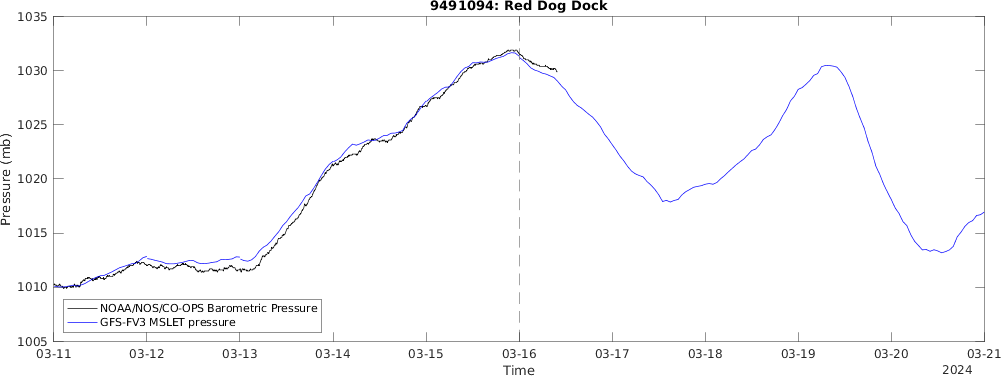 9491094: Red Dog Dock
Pressure (mb)
1035
1030
1025
1020
1015
1010
1005
NOAA/NOS/CO-OPS Barometric Pressure
GFS-FV3 MSLET pressure
03-11 03-12 03-13 03-14 03-15 03-16 03-17 03-18 03-19 03-20 03-21
Time
2024